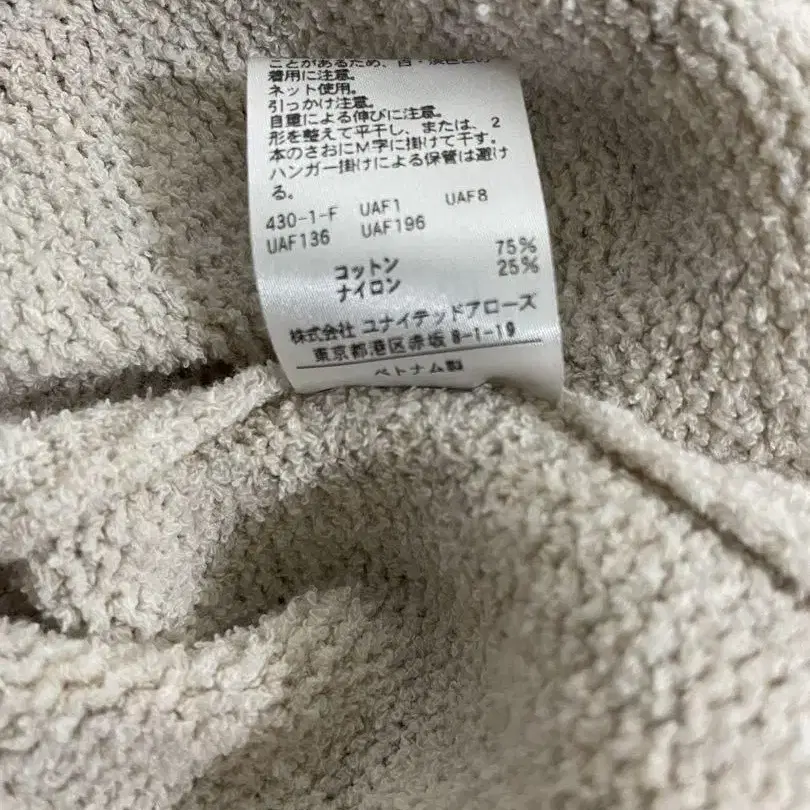 ことがあるため、白・淡色との
着用に注意。
ネット使用。
引っかけ注意。
自重による伸びに注意。
形を整えて平干し、または、2
本のさおにM字に掛けて干す。
ハンガー掛けによる保管は避け
る。
430-1-F UAF1 UAF8
UAF136 UAF196
コットン 75%
ナイロン 25%
株式会社 ユナイテッドアローズ
東京都港区赤坂 8-1-19
ベトナム製